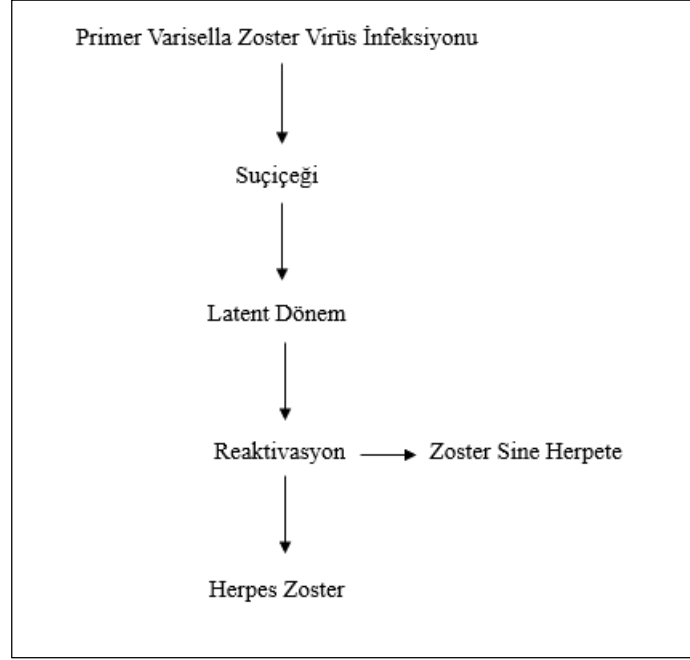 Primer Varisella Zoster Virüs İnfeksiyonu
Suçiçeği
Latent Dönem
Reaktivasyon Zoster Sine Herpete
Herpes Zoster